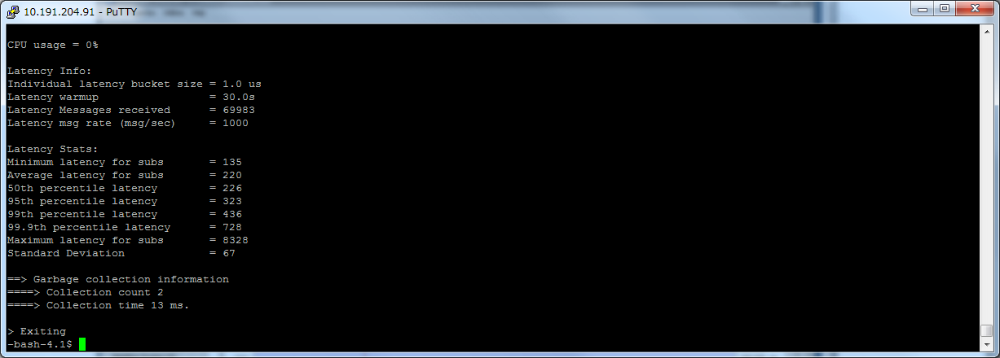 10.191.204.91 - PuTTY
CPU usage = 0%
Latency Info:
Individual latency bucket size = 1.0 us
Latency warmup = 30.0s
Latency Messages received = 69983
Latency msg rate (msg/sec) = 1000
Latency Stats:
Minimum latency for subs = 135
Average latency for subs = 220
50th percentile latency = 226
95th percentile latency = 323
99th percentile latency = 436
99.9th percentile latency = 728
Maximum latency for subs = 8328
Standard Deviation = 67
==> Garbage collection information
====> Collection count 2
====> Collection time 13 ms.
> Exiting
-bash-4.1$